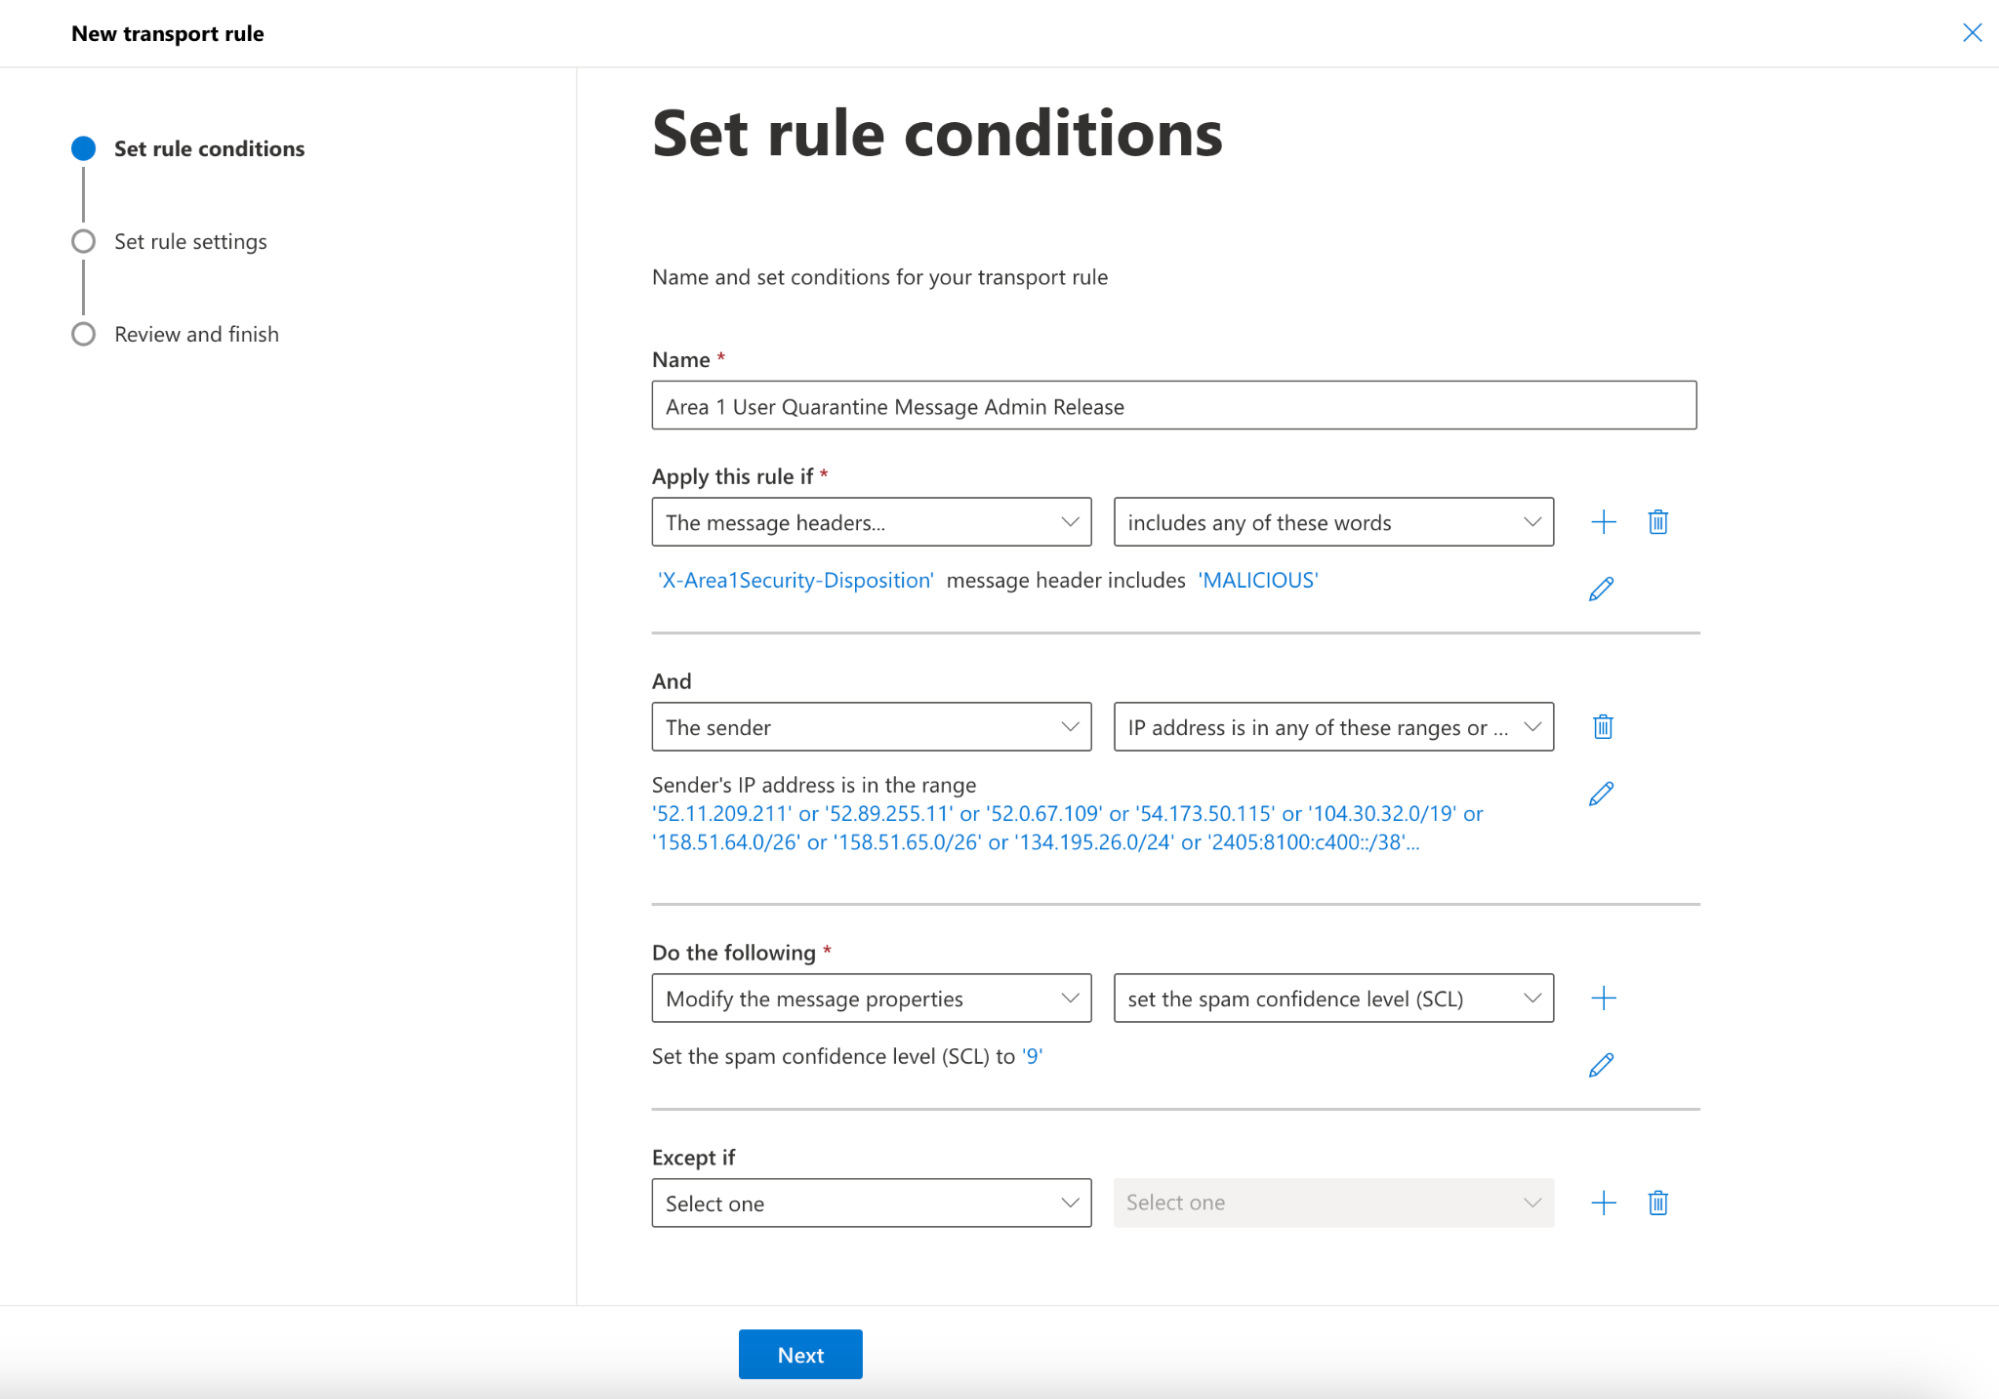 New transport rule
Set rule conditions
Set rule settings
Review and finish
Set rule conditions
Name and set conditions for your transport rule
Name *
Area 1 User Quarantine Message Admin Release
Apply this rule if *
The message headers... includes any of these words
'X-Area1Security-Disposition' message header includes 'MALICIOUS'
And
The sender IP address is in any of these ranges or ...
Sender's IP address is in the range
'52.11.209.211' or '52.89.255.11' or '52.0.67.109' or '54.173.50.115' or '104.30.32.0/19' or
'158.51.64.0/26' or '158.51.65.0/26' or '134.195.26.0/24' or '2405:8100:c400::/38'...
Do the following *
Modify the message properties set the spam confidence level (SCL)
Set the spam confidence level (SCL) to '9'
Except if
Select one Select one
Next